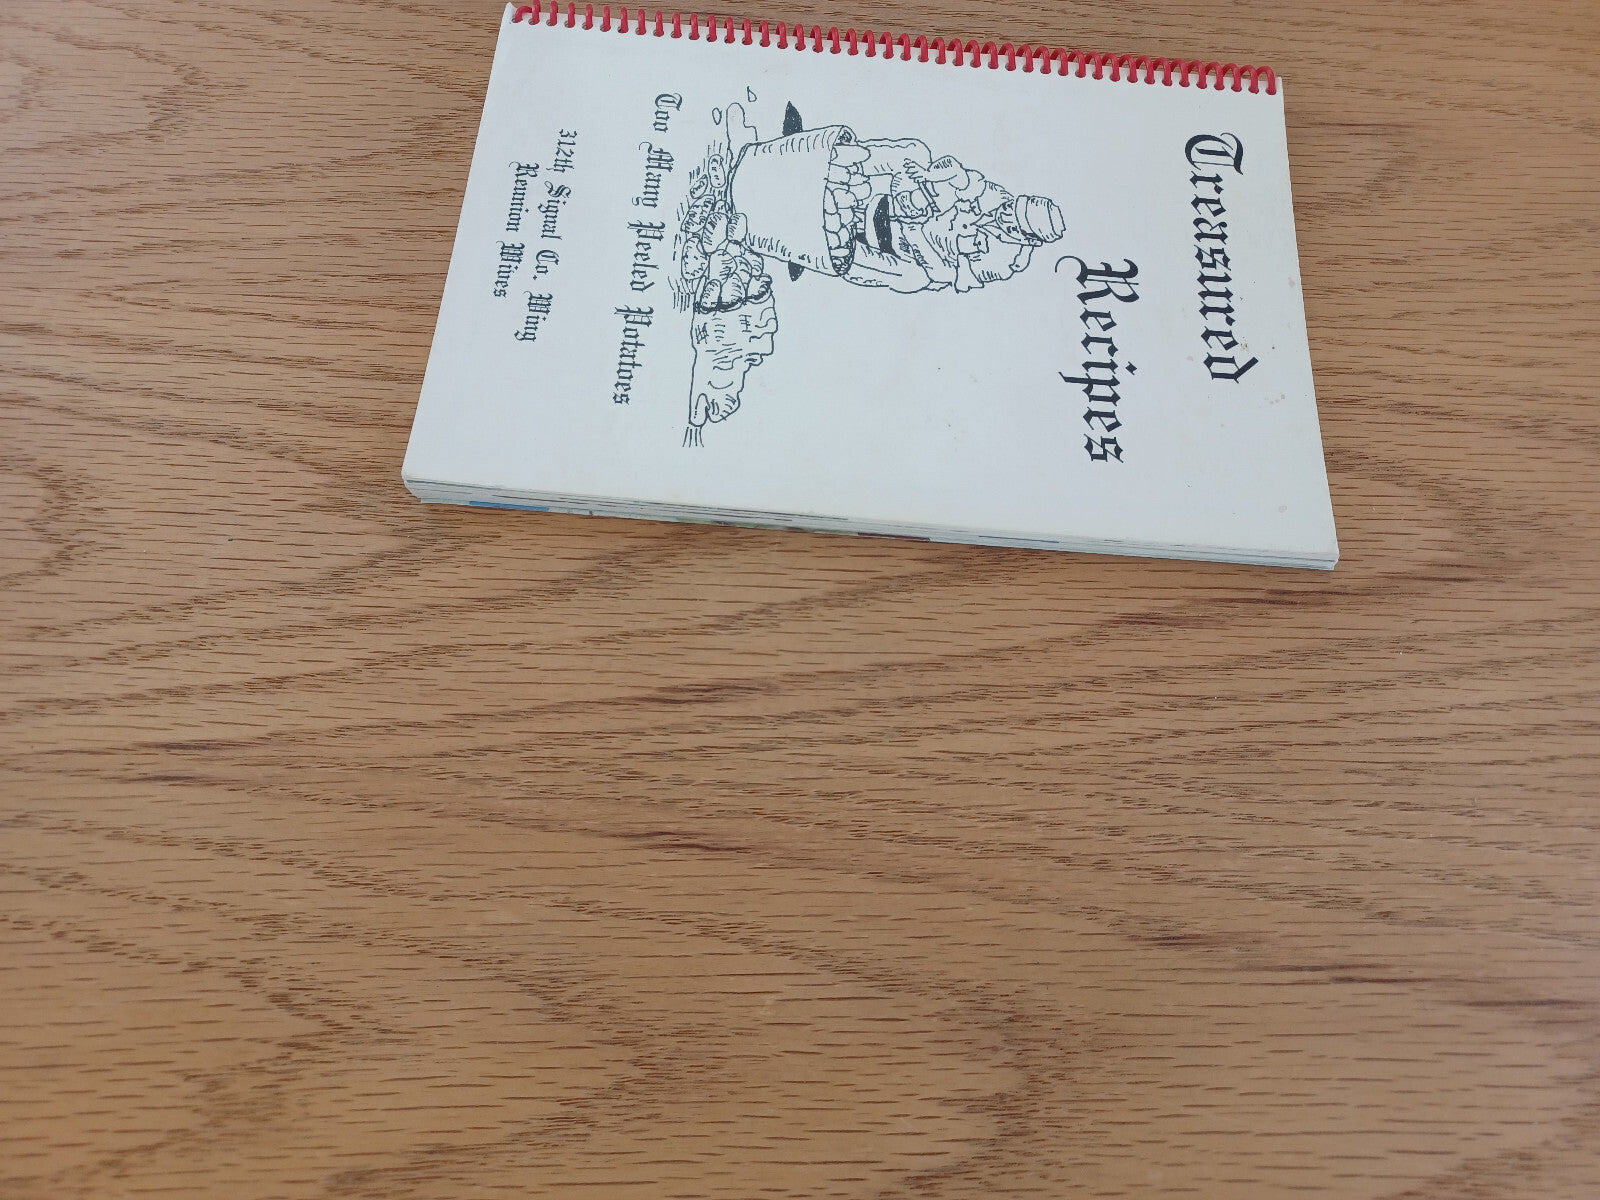 Treasured
Recipes
Too Many Peeled Potatoes
312th Signal Co. Wing
Reunion Wives